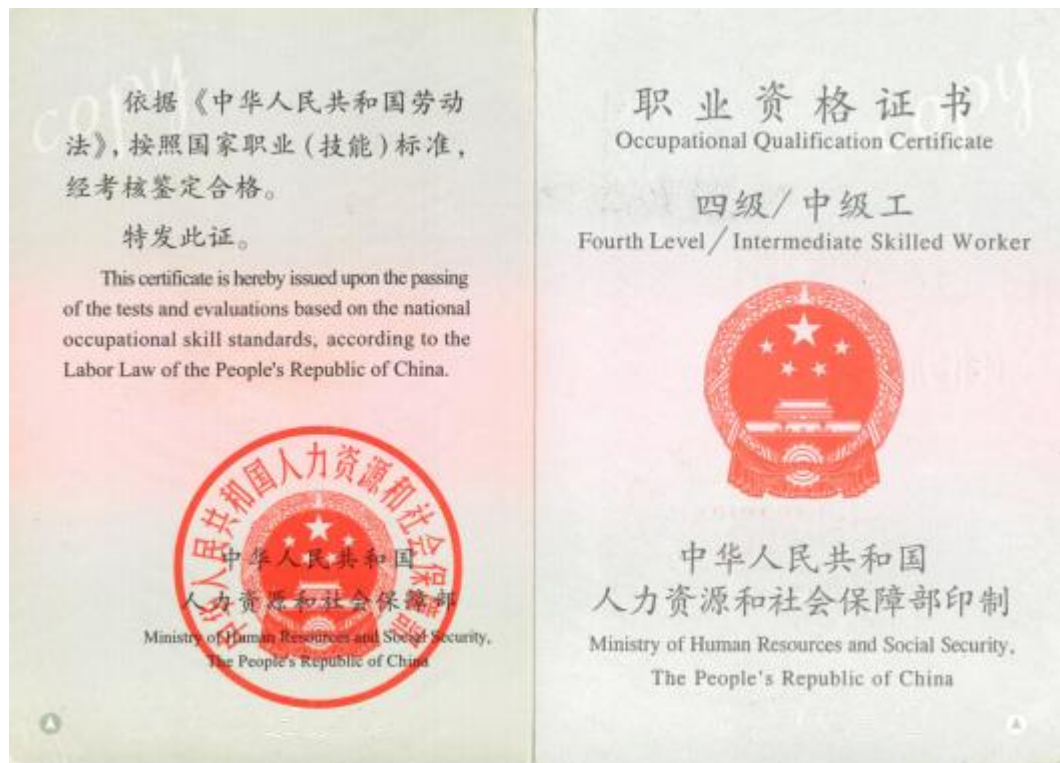 copy
依据《中华人民共和国劳动
法》，按照国家职业(技能)标准，
经考核鉴定合格。
特发此证。
This certificate is hereby issued upon the passing
of the tests and evaluations based on the national
occupational skill standards, according to the
Labor Law of the People's Republic of China.
中华人民共和国人力资源和社会保障部
中华人民共和国
人力资源和社会保障部
Ministry of Human Resources and Social Security,
The People's Republic of China
copy
职业资格证书
Occupational Qualification Certificate
四级/中级工
Fourth Level/Intermediate Skilled Worker
中华人民共和国
人力资源和社会保障部印制
Ministry of Human Resources and Social Security,
The People's Republic of China